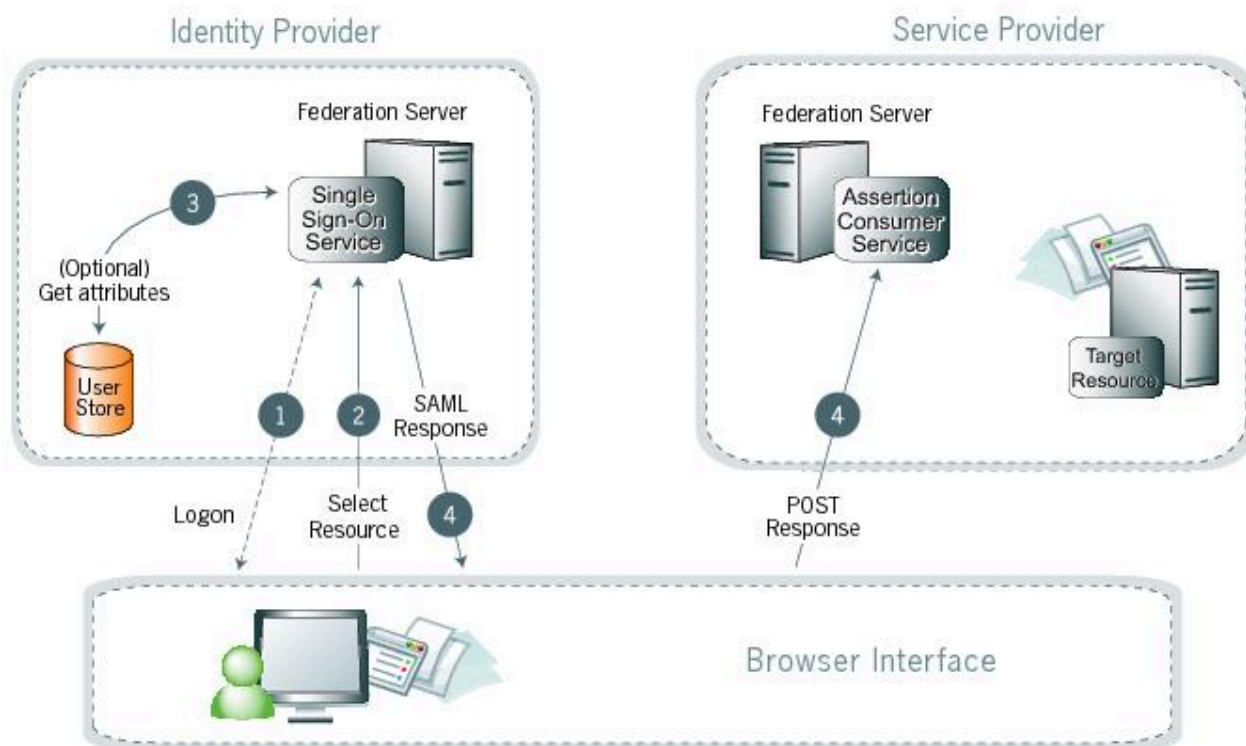 Identity Provider
Service Provider
Federation Server
Single
Sign-On
Service
3
(Optional)
Get attributes
User
Store
1
2
SAML
Response
4
Logon
Select
Resource
Federation Server
Assertion
Consumer
Service
Target
Resource
4
POST
Response
Browser Interface